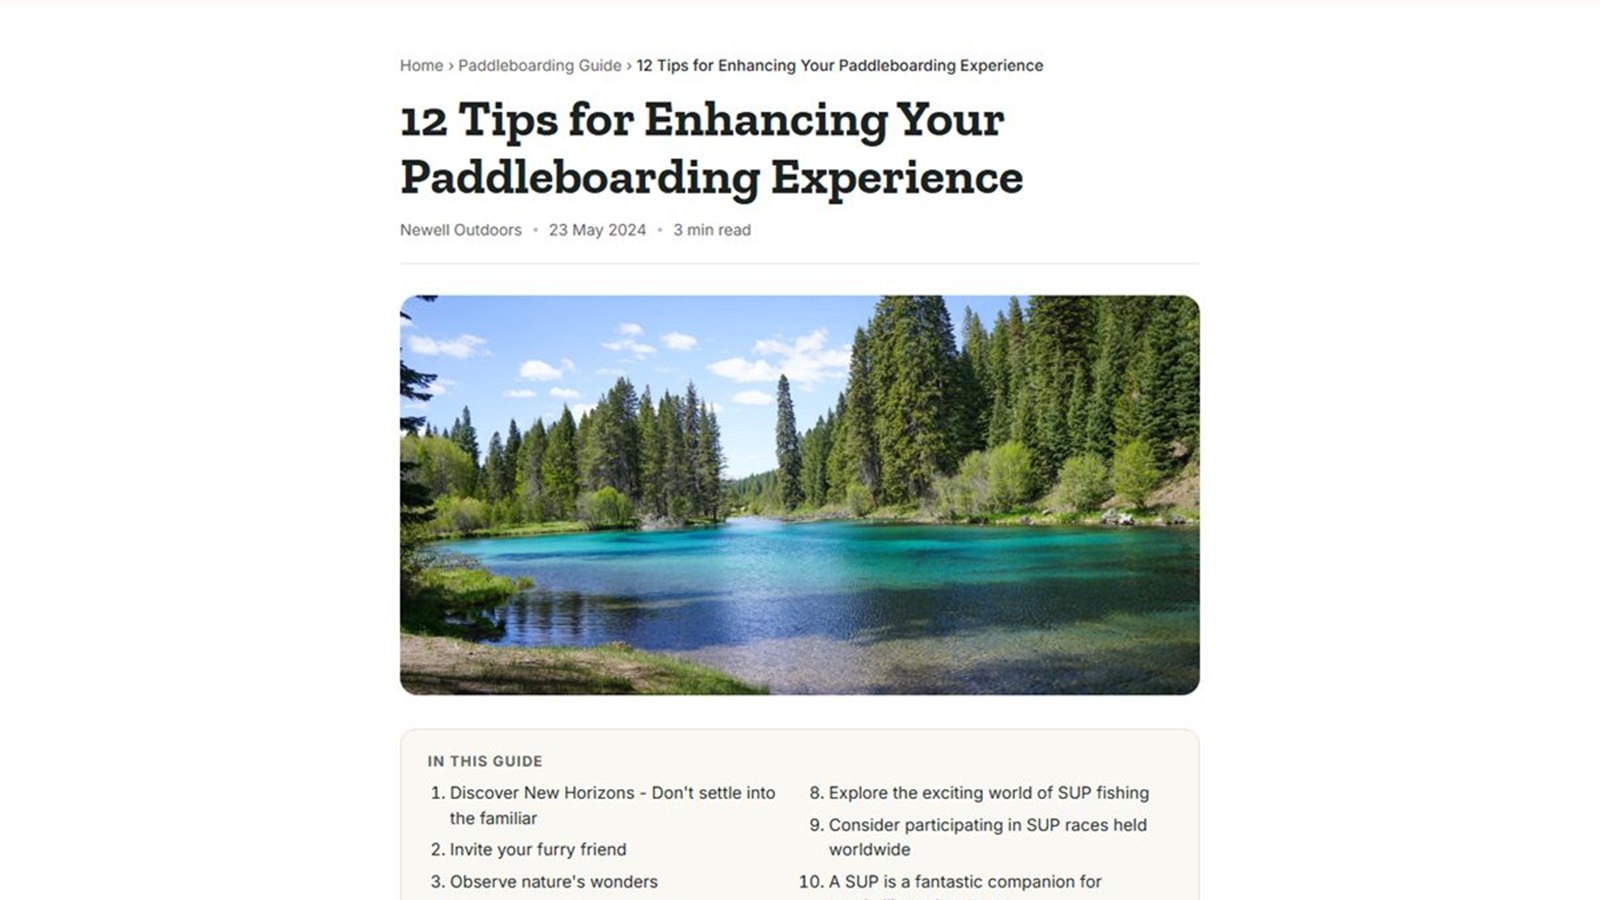 Home › Paddleboarding Guide › 12 Tips for Enhancing Your Paddleboarding Experience
12 Tips for Enhancing Your
Paddleboarding Experience
Newell Outdoors • 23 May 2024 • 3 min read
IN THIS GUIDE
1. Discover New Horizons - Don't settle into
the familiar
2. Invite your furry friend
3. Observe nature's wonders
8. Explore the exciting world of SUP fishing
9. Consider participating in SUP races held
worldwide
10. A SUP is a fantastic companion for